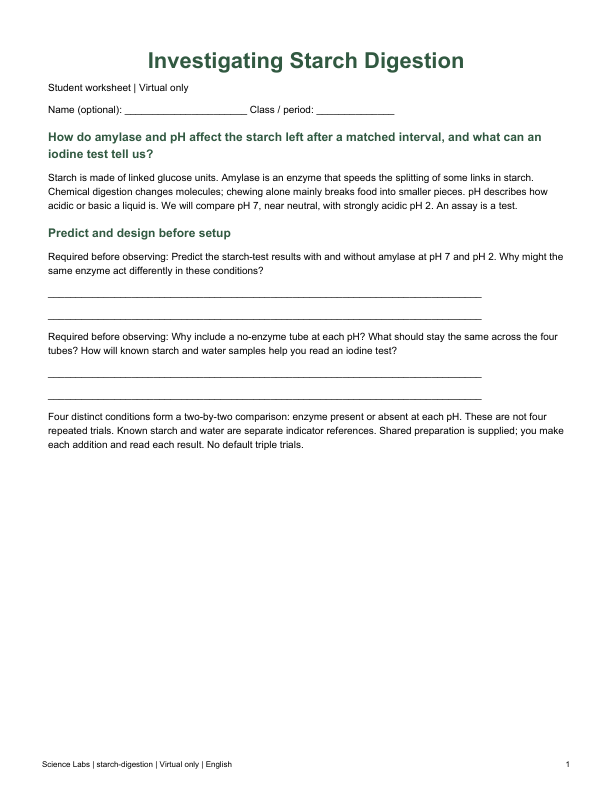 Investigating Starch Digestion
Student worksheet | Virtual only
Name (optional): ______________________ Class / period: ______________
How do amylase and pH affect the starch left after a matched interval, and what can an
iodine test tell us?
Starch is made of linked glucose units. Amylase is an enzyme that speeds the splitting of some links in starch.
Chemical digestion changes molecules; chewing alone mainly breaks food into smaller pieces. pH describes how
acidic or basic a liquid is. We will compare pH 7, near neutral, with strongly acidic pH 2. An assay is a test.
Predict and design before setup
Required before observing: Predict the starch-test results with and without amylase at pH 7 and pH 2. Why might the
same enzyme act differently in these conditions?
Required before observing: Why include a no-enzyme tube at each pH? What should stay the same across the four
tubes? How will known starch and water samples help you read an iodine test?
Four distinct conditions form a two-by-two comparison: enzyme present or absent at each pH. These are not four
repeated trials. Known starch and water are separate indicator references. Shared preparation is supplied; you make
each addition and read each result. No default triple trials.
Science Labs | starch-digestion | Virtual only | English
1